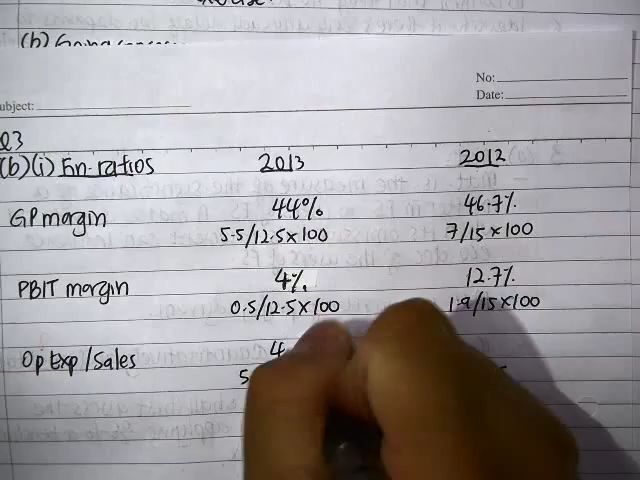 (b) Going
No:
Date:
ubject:
Q3
(b)(i) Fin. ratios 2013 2012
GP margin 44% 46.7%
5.5/12.5×100 7/15×100
PBIT margin 4% 12.7%
0.5/12.5×100 1.9/15×100
Op Exp/Sales 4
5